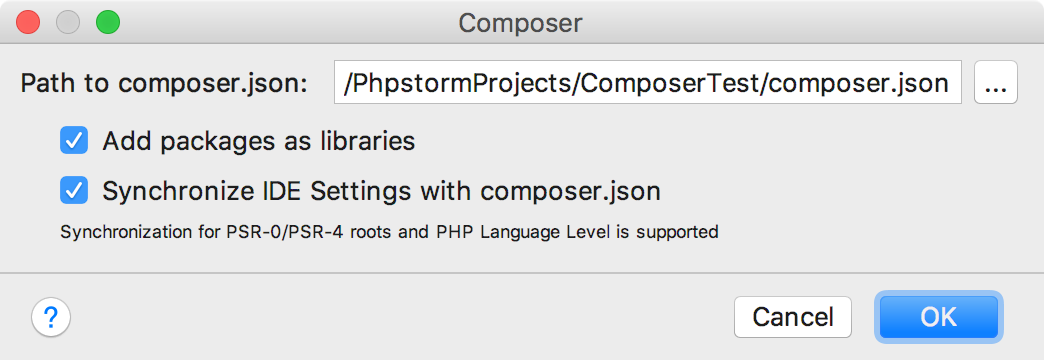 Composer
Path to composer.json: /PhpstormProjects/ComposerTest/composer.json ...
Add packages as libraries
Synchronize IDE Settings with composer.json
Synchronization for PSR-0/PSR-4 roots and PHP Language Level is supported
? Cancel OK